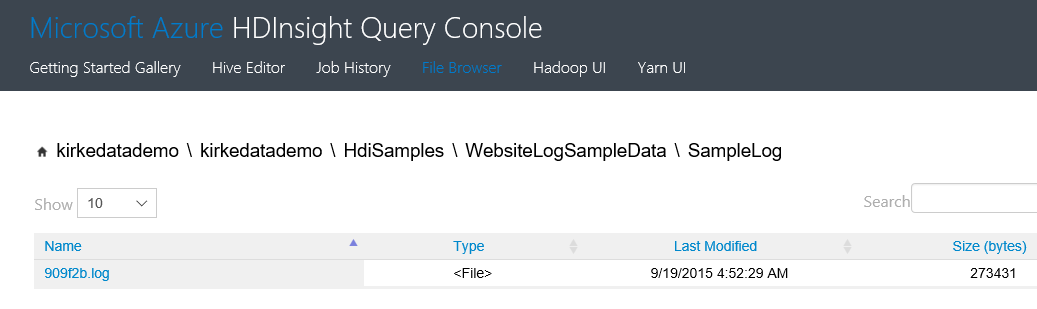 Microsoft Azure HDInsight Query Console
Getting Started Gallery Hive Editor Job History File Browser Hadoop UI Yarn UI
kirkedatademo \ kirkedatademo \ HdiSamples \ WebsiteLogSampleData \ SampleLog
Show 10 Search
Name Type Last Modified Size (bytes)
909f2b.log <File> 9/19/2015 4:52:29 AM 273431